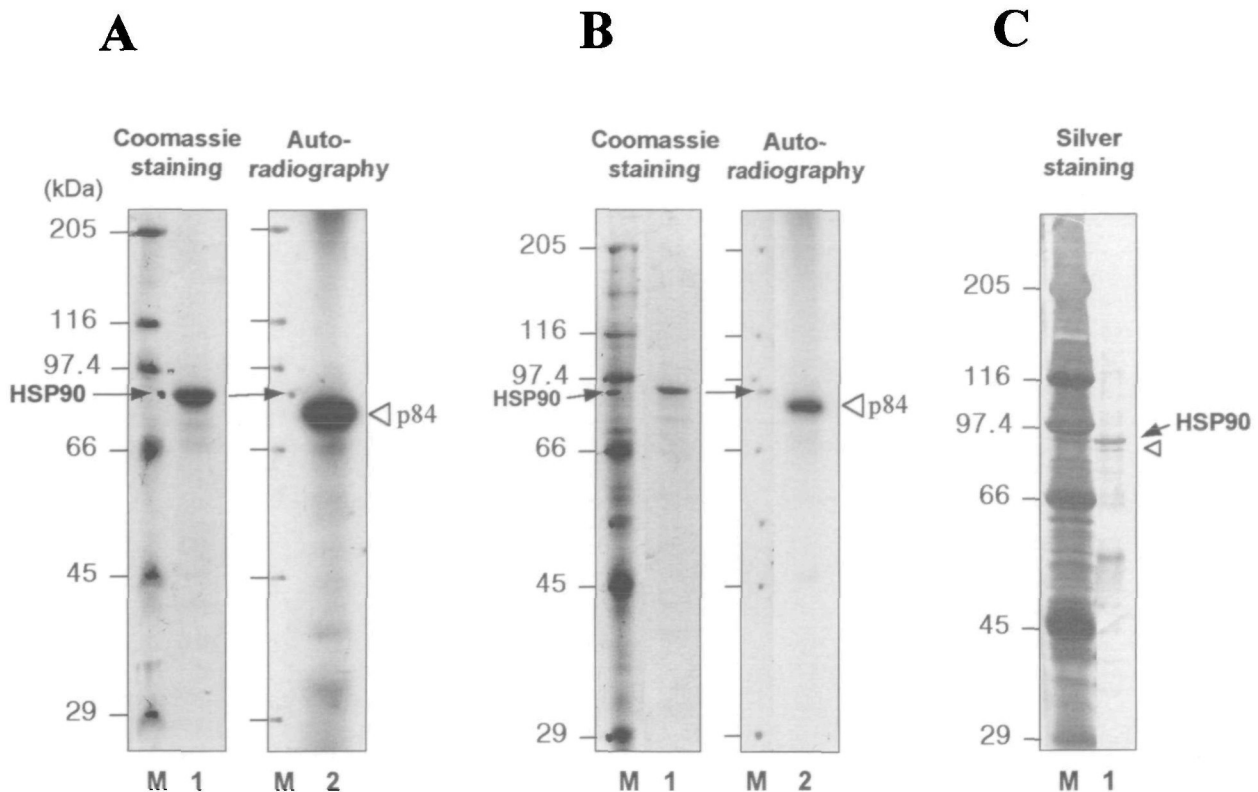 A
Coomassie
staining
Auto-
radiography
(kDa)
205
116
97.4
HSP90
66
45
29
p84
M 1
M 2
B
Coomassie
staining
Auto-
radiography
205
116
97.4
HSP90
66
45
29
p84
M 1
M 2
C
Silver
staining
205
116
97.4
66
45
29
HSP90
M 1